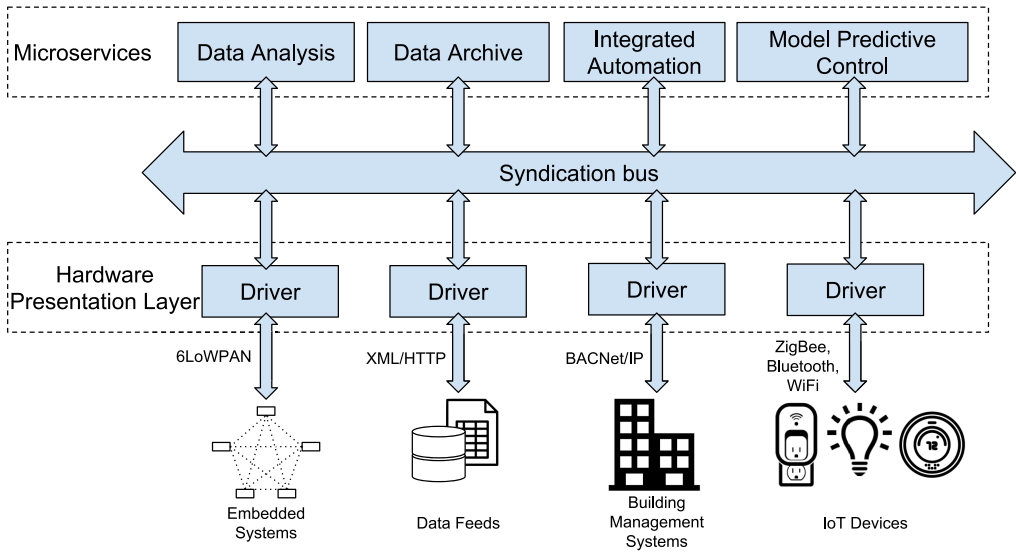 Microservices
Data Analysis
Data Archive
Integrated
Automation
Model Predictive
Control
Syndication bus
Hardware
Presentation Layer
Driver
Driver
Driver
Driver
6LoWPAN
XML/HTTP
BACNet/IP
ZigBee,
Bluetooth,
WiFi
72
Embedded
Systems
Data Feeds
Building
Management
Systems
IoT Devices